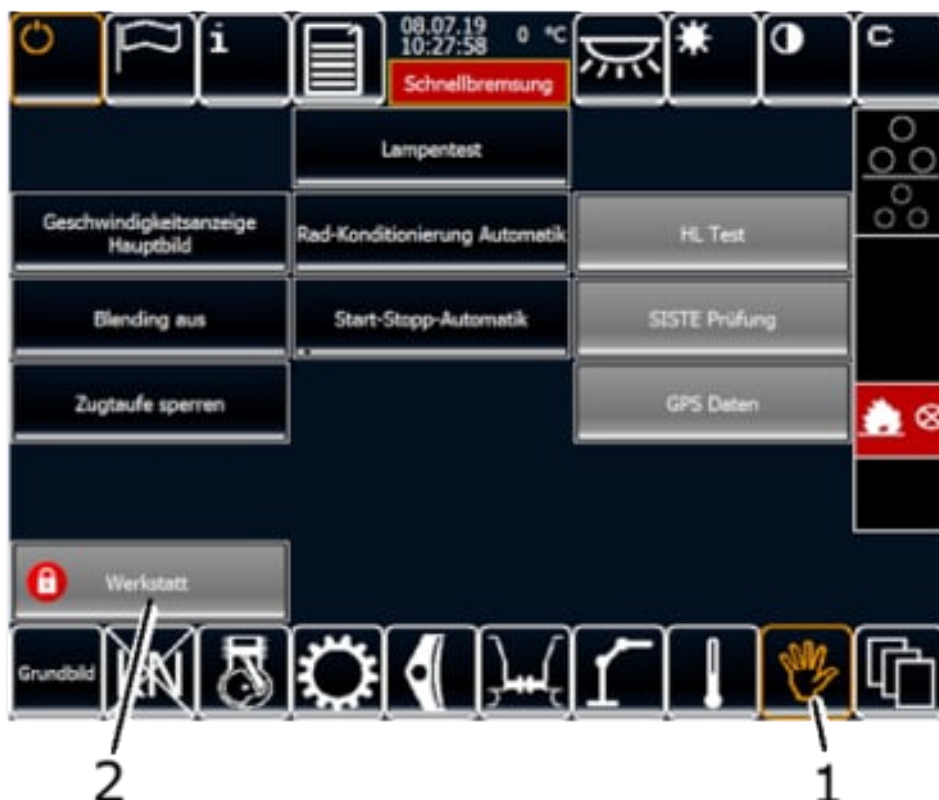 i
08.07.19 0 °C
10:27:58
Schnellbremsung
Lampentest
Geschwindigkeitsanzeige
Hauptbild
Rad-Konditionierung Automatik
HL Test
Blending aus
Start-Stopp-Automatik
SISTE Prüfung
Zugtaufe sperren
GPS Daten
Werkstatt
Grundbild
kN
2
1